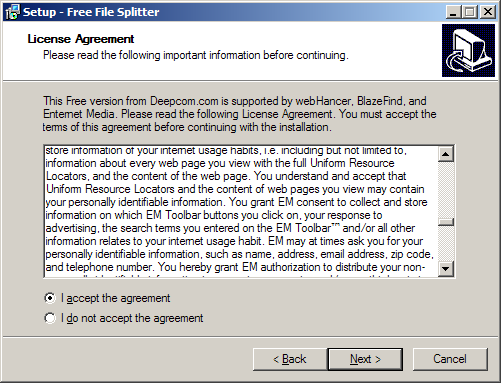 Setup - Free File Splitter
License Agreement
Please read the following important information before continuing.
This Free version from Deepcom.com is supported by webHancer, BlazeFind, and
Enternet Media. Please read the following License Agreement. You must accept the
terms of this agreement before continuing with the installation.
store information of your internet usage habits, i.e. including but not limited to,
information about every web page you view with the full Uniform Resource
Locators, and the content of the web page. You understand and accept that
Uniform Resource Locators and the content of web pages you view may contain
your personally identifiable information. You grant EM consent to collect and store
information on which EM Toolbar buttons you click on, your response to
advertising, the search terms you entered on the EM Toolbar™ and/or all other
information relates to your internet usage habit. EM may at times ask you for your
personally identifiable information, such as name, address, email address, zip code,
and telephone number. You hereby grant EM authorization to distribute your non-
I accept the agreement
I do not accept the agreement
< Back
Next >
Cancel